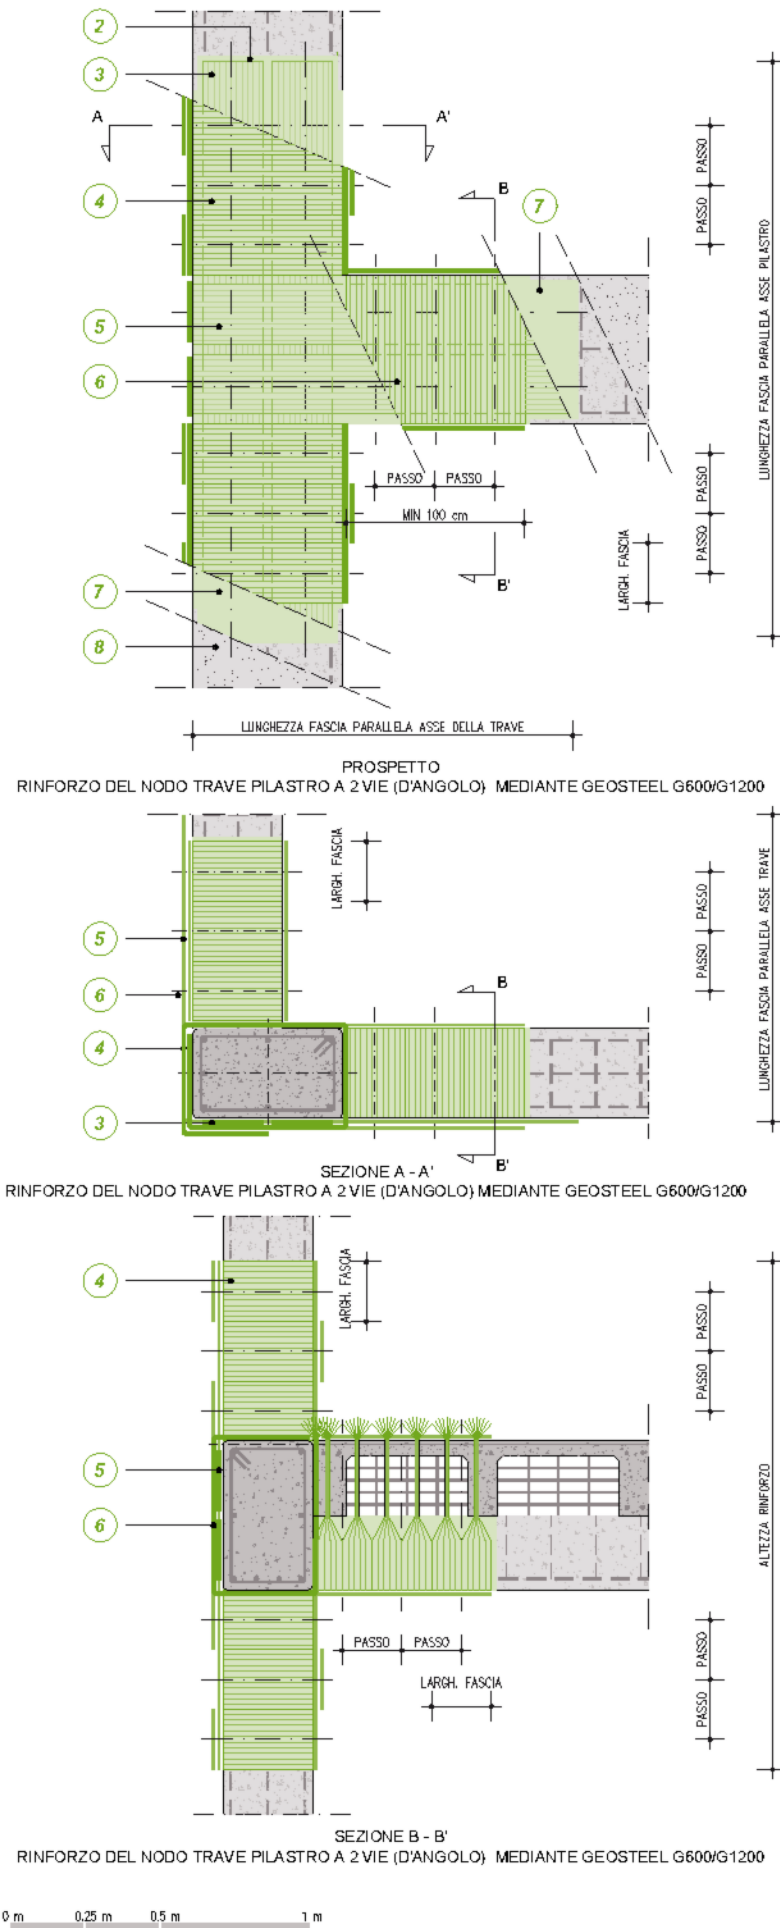 2
3
A
A'
PASSO
4
B
7
PASSO
LUNGHEZZA FASCIA PARALLELA ASSE PILASTRO
5
6
PASSO
PASSO
PASSO
MIN 100 cm
PASSO
LARGH. FASCIA
B'
7
8
LUNGHEZZA FASCIA PARALLELA ASSE DELLA TRAVE
PROSPETTO
RINFORZO DEL NODO TRAVE PILASTRO A 2 VIE (D'ANGOLO) MEDIANTE GEOSTEEL G600/G1200
LARGH. FASCIA
PASSO
5
PASSO
LUNGHEZZA FASCIA PARALLELA ASSE TRAVE
6
B
4
3
B'
SEZIONE A - A'
RINFORZO DEL NODO TRAVE PILASTRO A 2 VIE (D'ANGOLO) MEDIANTE GEOSTEEL G600/G1200
4
LARGH. FASCIA
PASSO
PASSO
5
6
ALTEZZA RINFORZO
PASSO
PASSO
PASSO
LARGH. FASCIA
PASSO
SEZIONE B - B'
RINFORZO DEL NODO TRAVE PILASTRO A 2 VIE (D'ANGOLO) MEDIANTE GEOSTEEL G600/G1200
0 m 0.25 m 0.5 m 1 m